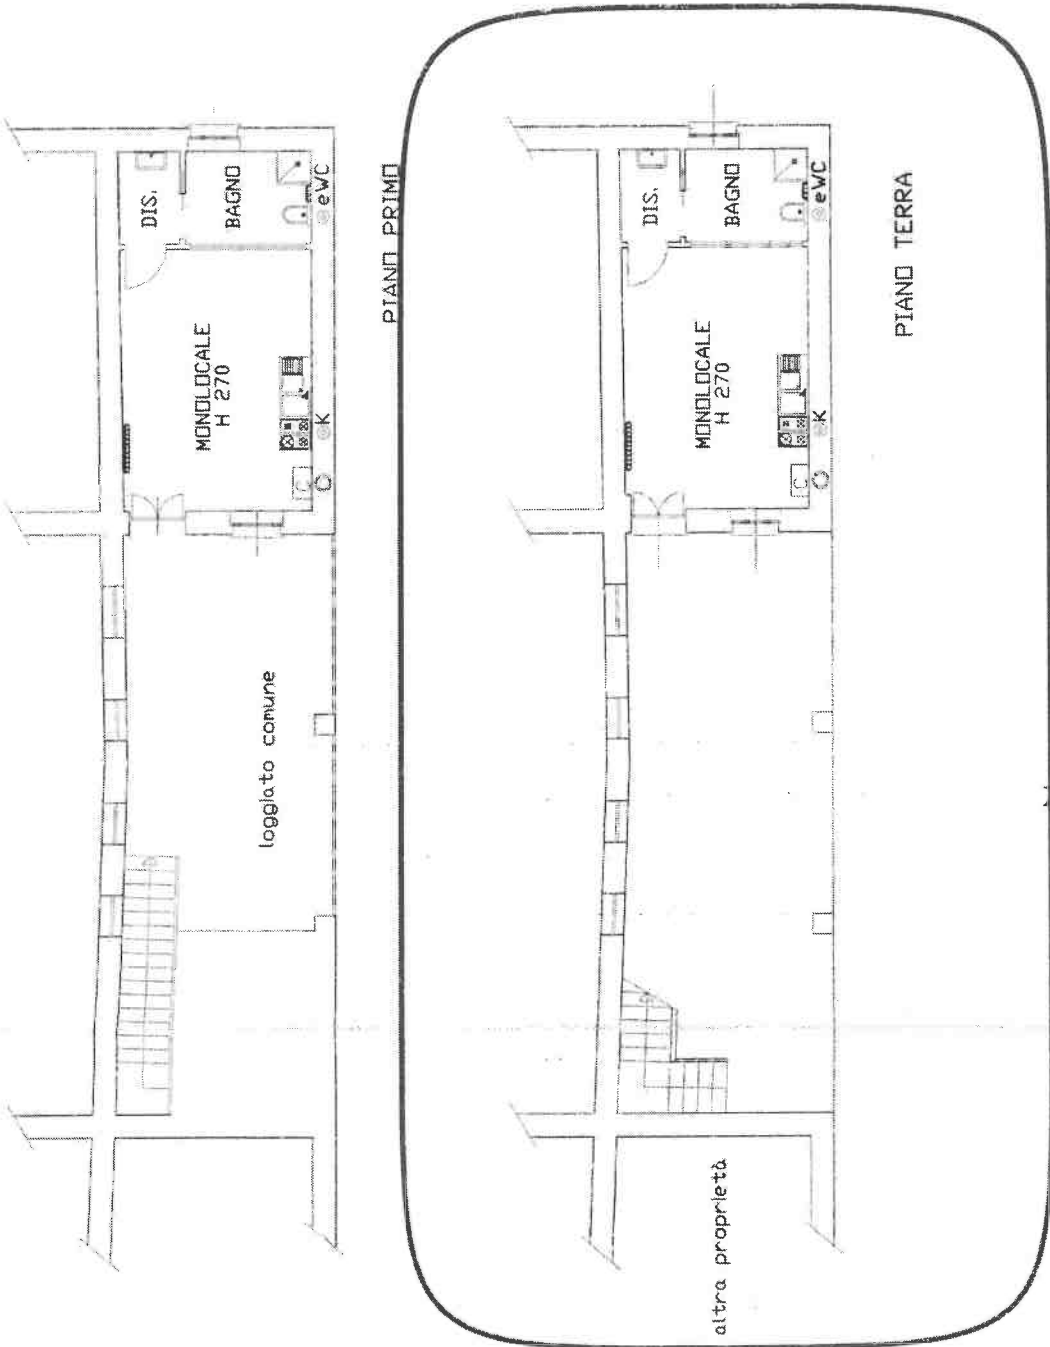 DIS.
BAGNO
eWC
MONOLOCALE
H 270
K
C
loggiato comune
PIANO PRIMO
DIS.
BAGNO
eWC
MONOLOCALE
H 270
K
C
PIANO TERRA
altra proprietà